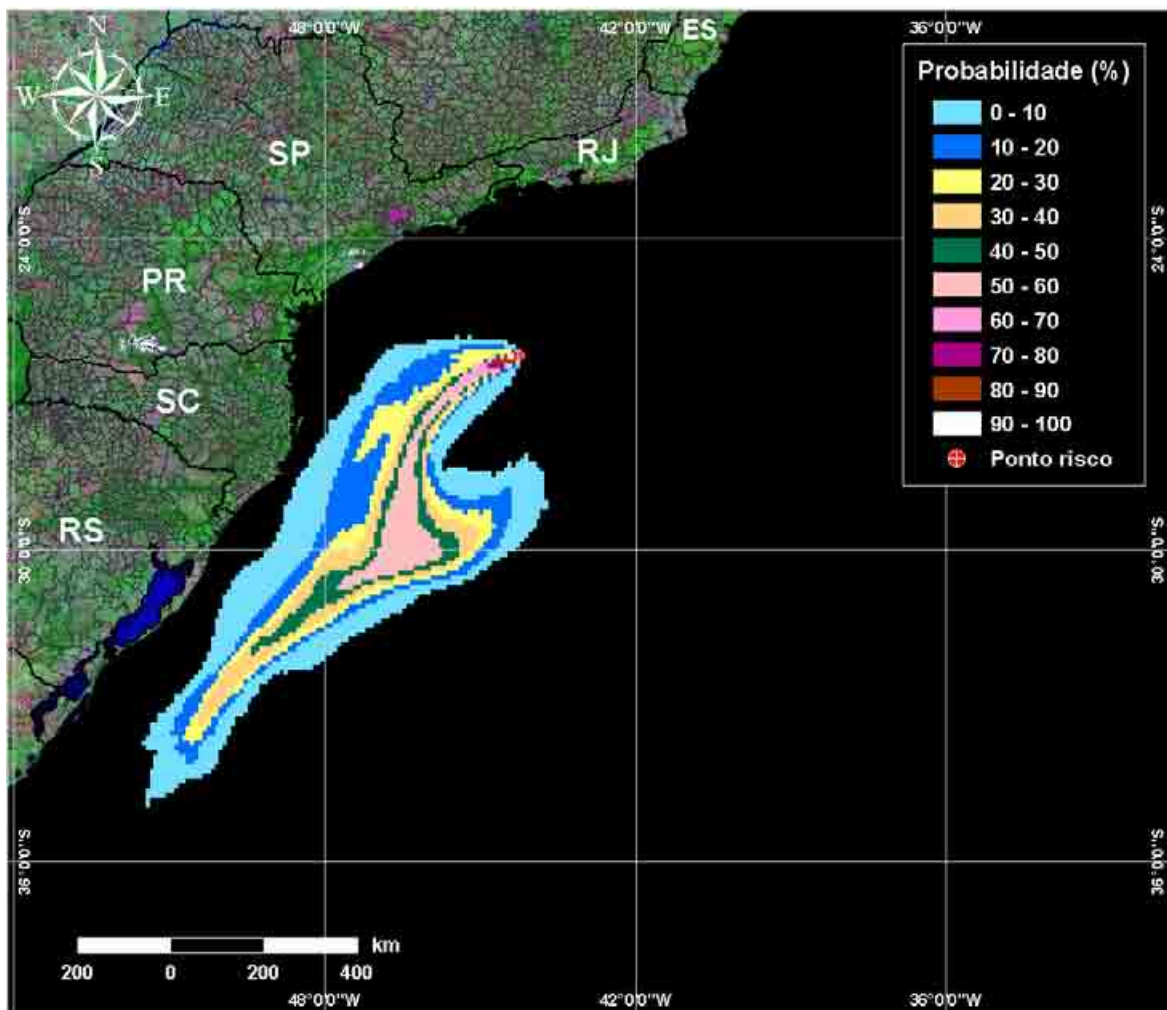 48°0'0"W 42°0'0"W 36°0'0"W
N
W E
S
ES
SP
RJ
PR
SC
RS
Probabilidade (%)
0 - 10
10 - 20
20 - 30
30 - 40
40 - 50
50 - 60
60 - 70
70 - 80
80 - 90
90 - 100
Ponto risco
24°0'0"S 24°0'0"S
30°0'0"S 30°0'0"S
36°0'0"S 36°0'0"S
km
200 0 200 400
48°0'0"W 42°0'0"W 36°0'0"W